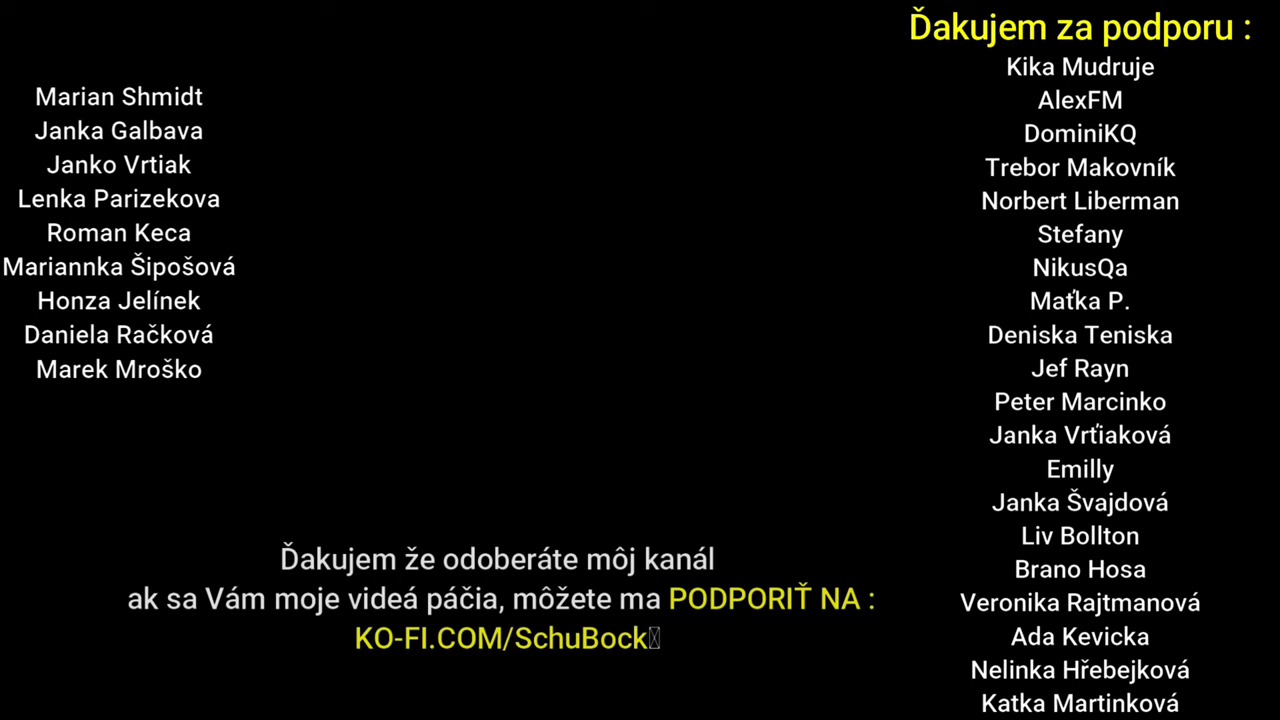 Ďakujem za podporu :
Kika Mudruje
AlexFM
DominiKQ
Trebor Makovník
Norbert Liberman
Stefany
NikusQa
Maťka P.
Deniska Teniska
Jef Rayn
Peter Marcinko
Janka Vrťiaková
Emilly
Janka Švajdová
Liv Bollton
Brano Hosa
Veronika Rajtmanová
Ada Kevicka
Nelinka Hřebejková
Katka Martinková
Marian Shmidt
Janka Galbava
Janko Vrtiak
Lenka Parizekova
Roman Keca
Mariannka Šipošová
Honza Jelínek
Daniela Račková
Marek Mroško
Ďakujem že odoberáte môj kanál
ak sa Vám moje videá páčia, môžete ma PODPORIŤ NA :
KO-FI.COM/SchuBock